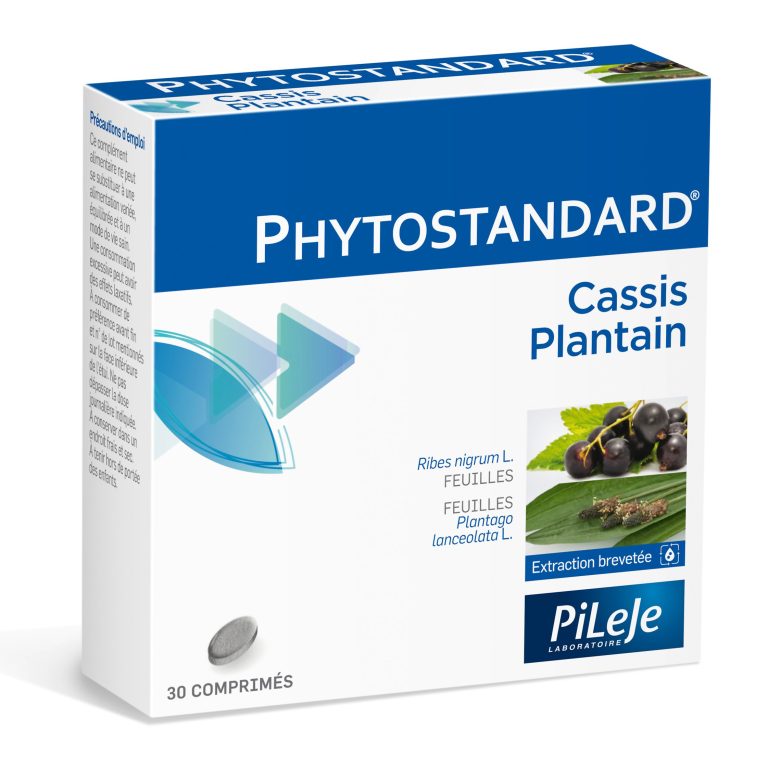 PHYTOSTANDARD®
Cassis
Plantain
Précautions d'emploi
Ce complément
alimentaire ne peut
se substituer à une
alimentation variée,
équilibrée et à un
mode de vie sain.
Une consommation
excessive peut avoir
des effets laxatifs.
À consommer de
préférence avant fin
et n° de lot mentionnés
sur la face inférieure
de l'étui. Ne pas
dépasser la dose
journalière indiquée.
À conserver dans un
endroit frais et sec.
À tenir hors de portée
des enfants.
PHYTOSTANDARD®
Cassis
Plantain
Ribes nigrum L.
FEUILLES
FEUILLES
Plantago
lanceolata L.
Extraction brevetée
PiLeJe
LABORATOIRE
30 COMPRIMÉS